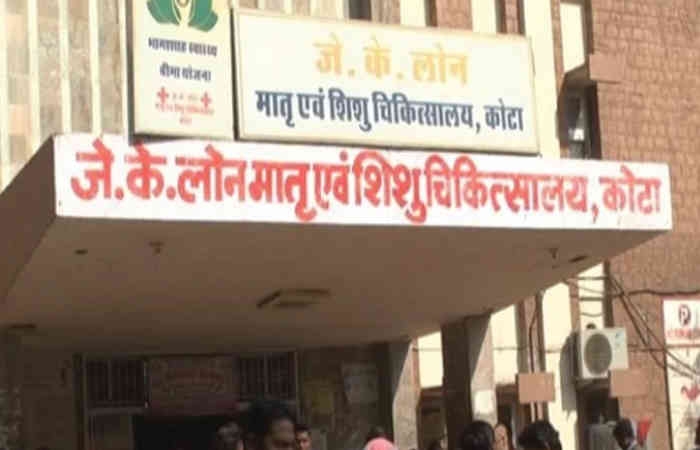 भामाशाह स्वास्थ्य
बीमा योजना
जे. के. लोन
मातृ एवं शिशु चिकित्सालय, कोटा
जे.के.लोन मातृ एवं शिशु चिकित्सालय, कोटा
P